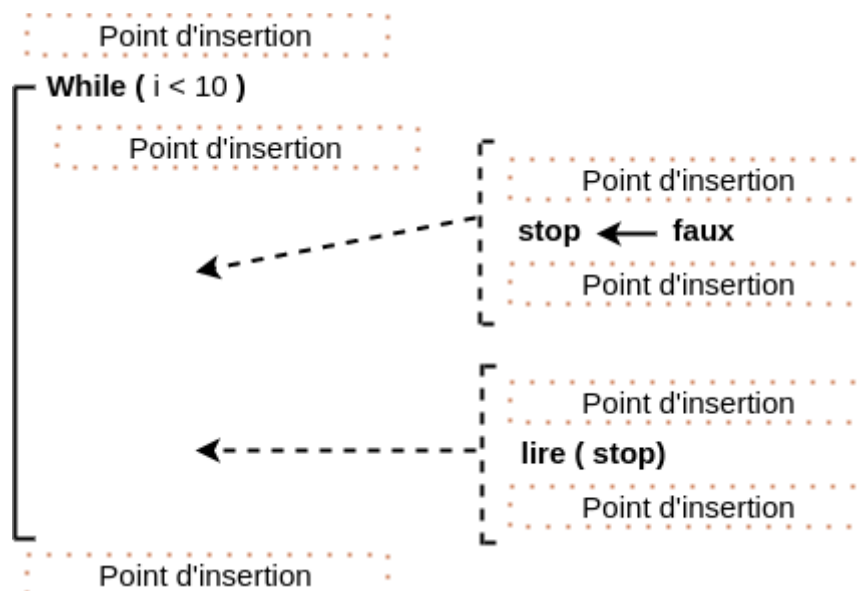 Point d'insertion
While ( i < 10 )
Point d'insertion
Point d'insertion
stop faux
Point d'insertion
Point d'insertion
lire ( stop)
Point d'insertion
Point d'insertion